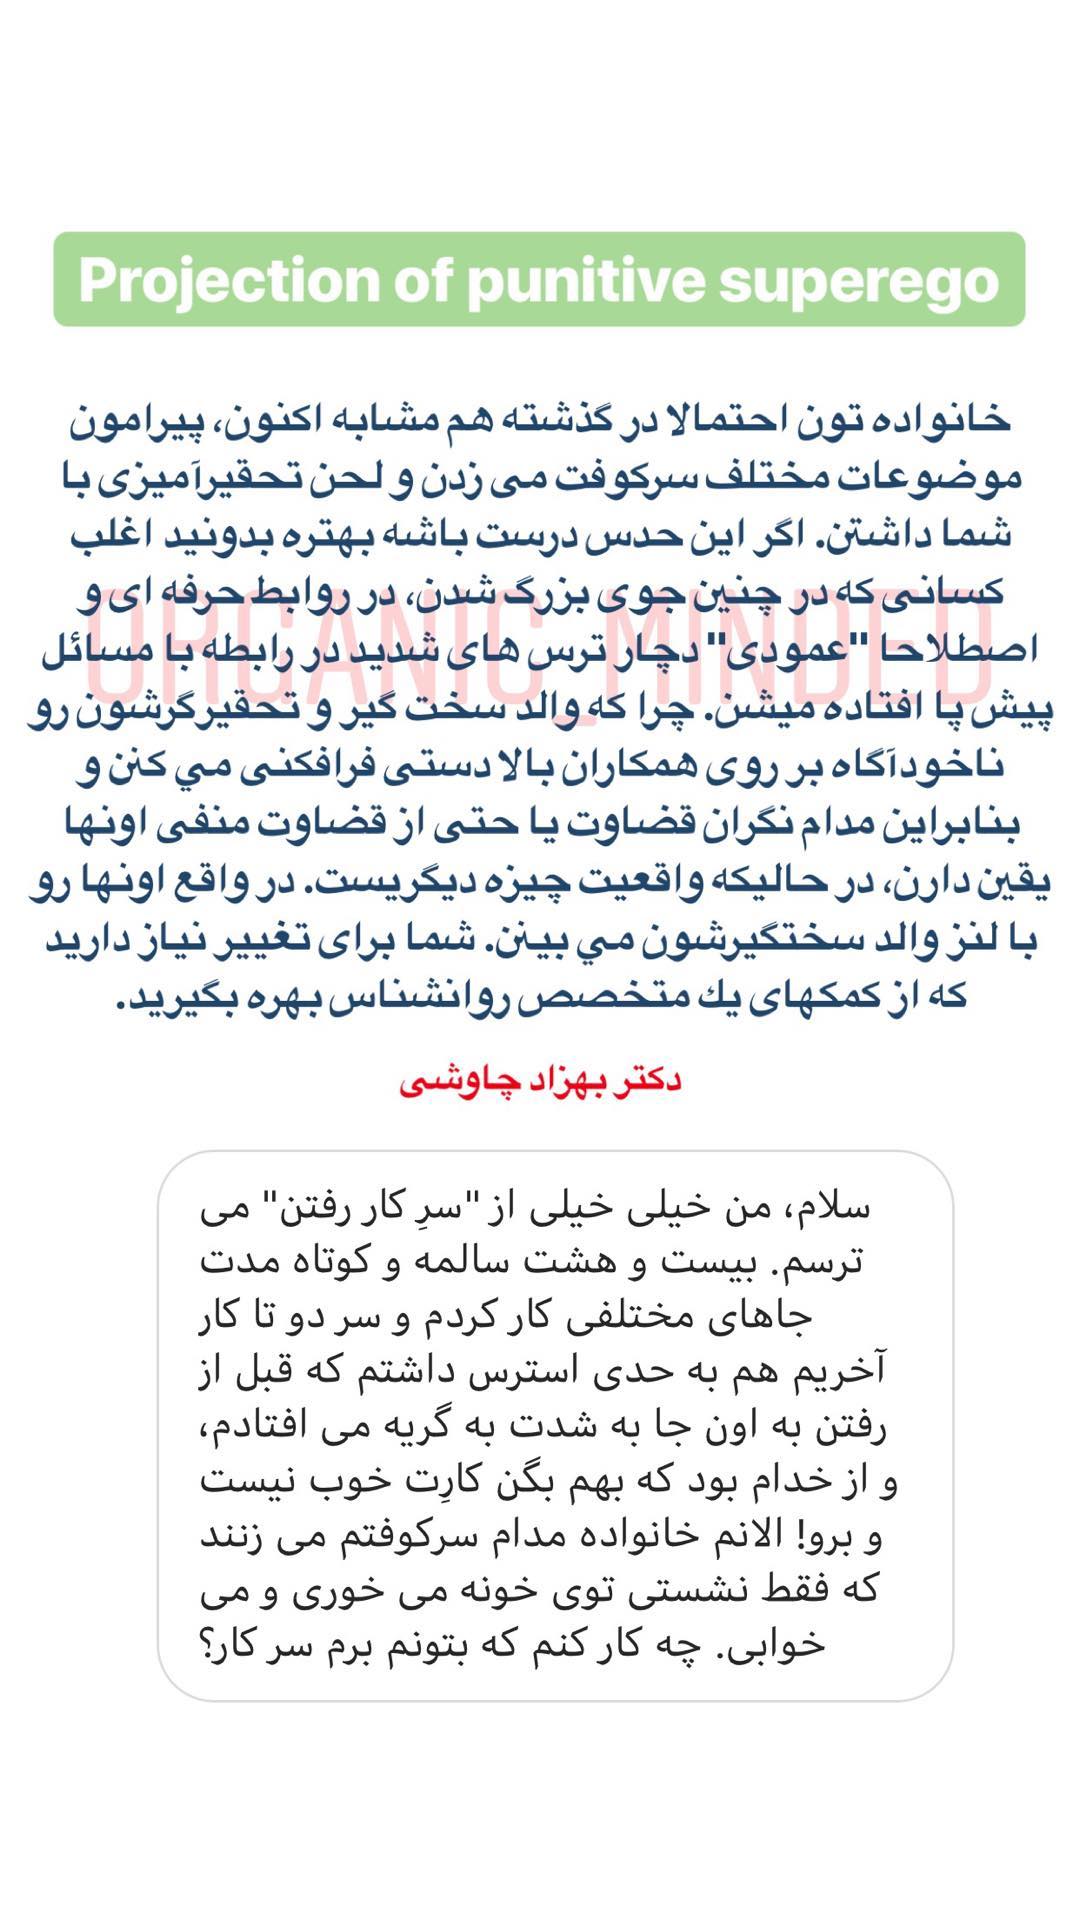 Projection of punitive superego
خانواده تون احتمالا در گذشته هم مشابه اکنون، پیرامون
موضوعات مختلف سرکوفت می زدن و لحن تحقیرآمیزی با
شما داشتن. اگر این حدس درست باشه بهتره بدونید اغلب
کسانی که در چنین جوی بزرگ شدن، در روابط حرفه ای و
اصطلاحا "عمودی" دچار ترس های شدید در رابطه با مسائل
پیش پا افتاده میشن. چرا که والد سخت گیر و تحقیرگرشون رو
ناخودآگاه بر روی همکاران بالا دستی فرافکنی مي کنن و
بنابراین مدام نگران قضاوت یا حتی از قضاوت منفی اونها
یقین دارن، در حالیکه واقعیت چیزه دیگریست. در واقع اونها رو
با لنز والد سختگیرشون مي بینن. شما برای تغییر نیاز دارید
که از کمکهای يك متخصص روانشناس بهره بگیرید.
ORGANIC_MINDED
دکتر بهزاد چاوشی
سلام، من خیلی خیلی از "سرِ کار رفتن" می
ترسم. بیست و هشت سالمه و کوتاه مدت
جاهای مختلفی کار کردم و سر دو تا کار
آخریم هم به حدی استرس داشتم که قبل از
رفتن به اون جا به شدت به گریه می افتادم،
و از خدام بود که بهم بگن کارِت خوب نیست
و برو! الانم خانواده مدام سرکوفتم می زنند
که فقط نشستی توی خونه می خوری و می
خوابی. چه کار کنم که بتونم برم سر کار؟